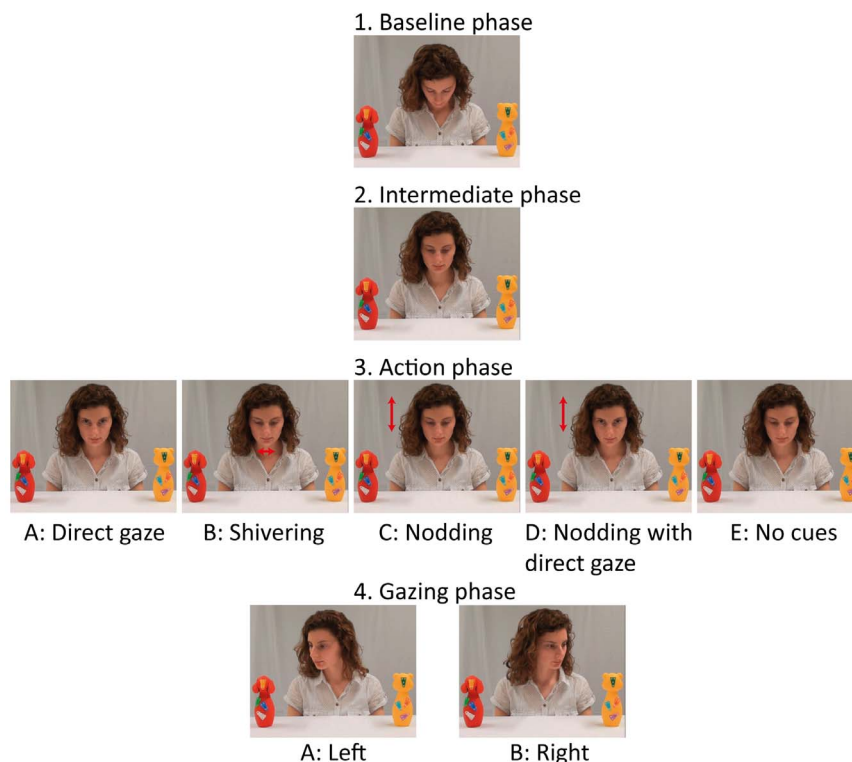 1. Baseline phase
2. Intermediate phase
3. Action phase
A: Direct gaze
B: Shivering
C: Nodding
D: Nodding with
direct gaze
E: No cues
4. Gazing phase
A: Left
B: Right